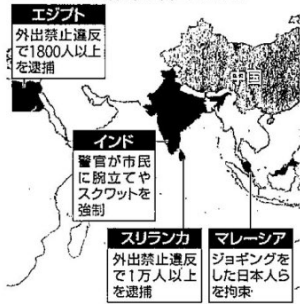 エジプト
外出禁止違反
で1800人以上
を逮捕
中国
インド
警官が市民
に腕立てや
スクワットを
強制
スリランカ
外出禁止違反
で1万人以上
を逮捕
マレーシア
ジョギングを
した日本人ら
を拘束